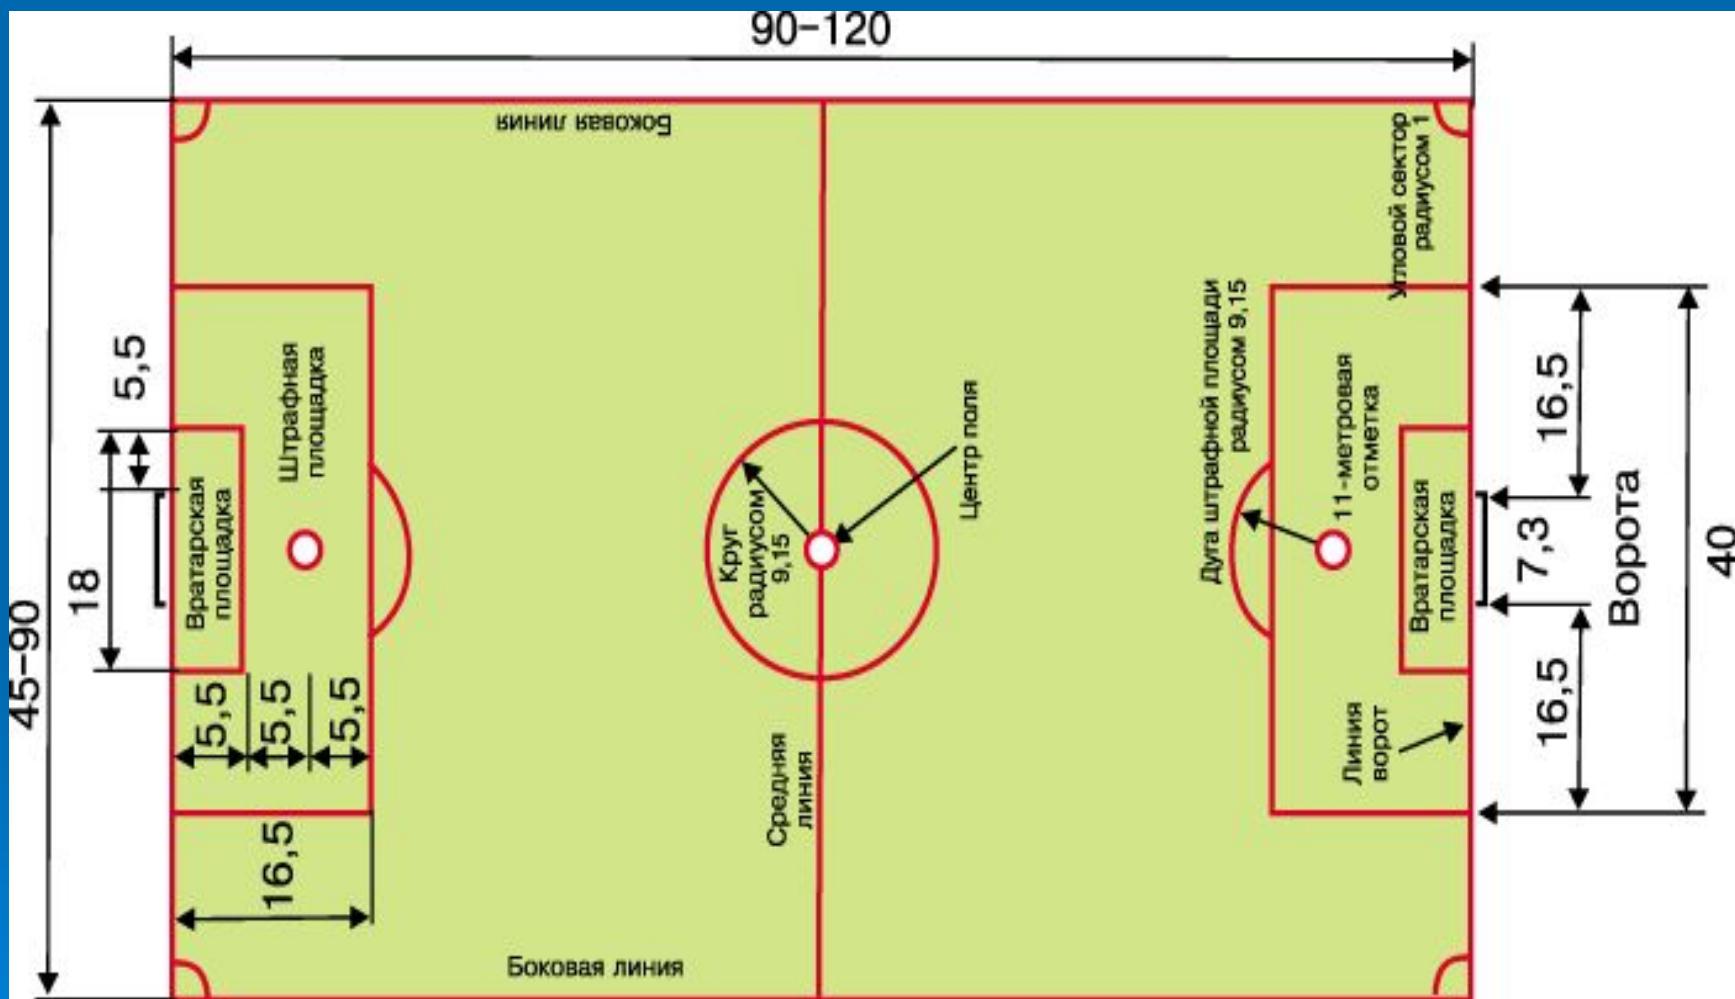 90-120
Боковая линия
Угловой сектор
радиусом 1
5,5
Штрафная
площадка
Дуга штрафной площади
радиусом 9,15
11-метровая
отметка
16,5
Центр поля
Вратарская
площадка
Круг
радиусом
9,15
Вратарская
площадка
7,3
Ворота
40
18
45-90
5,5
5,5
5,5
16,5
Линия
ворот
Средняя
линия
16,5
Боковая линия